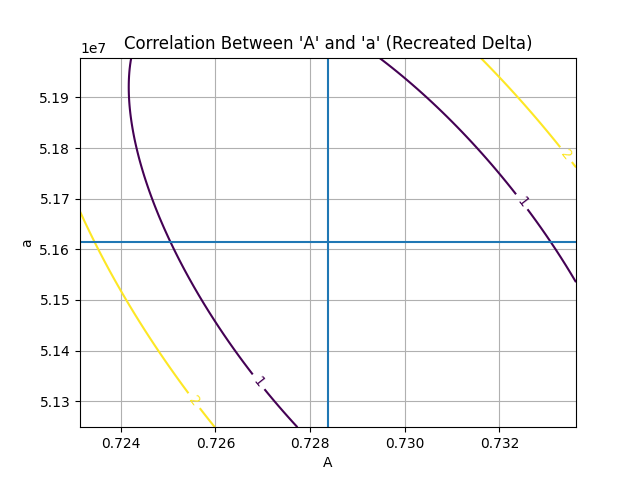 Correlation Between 'A' and 'a' (Recreated Delta)
1e7
5.19
5.18
5.17
5.16
5.15
5.14
5.13
a
2
1
1
2
0.724 0.726 0.728 0.730 0.732
A